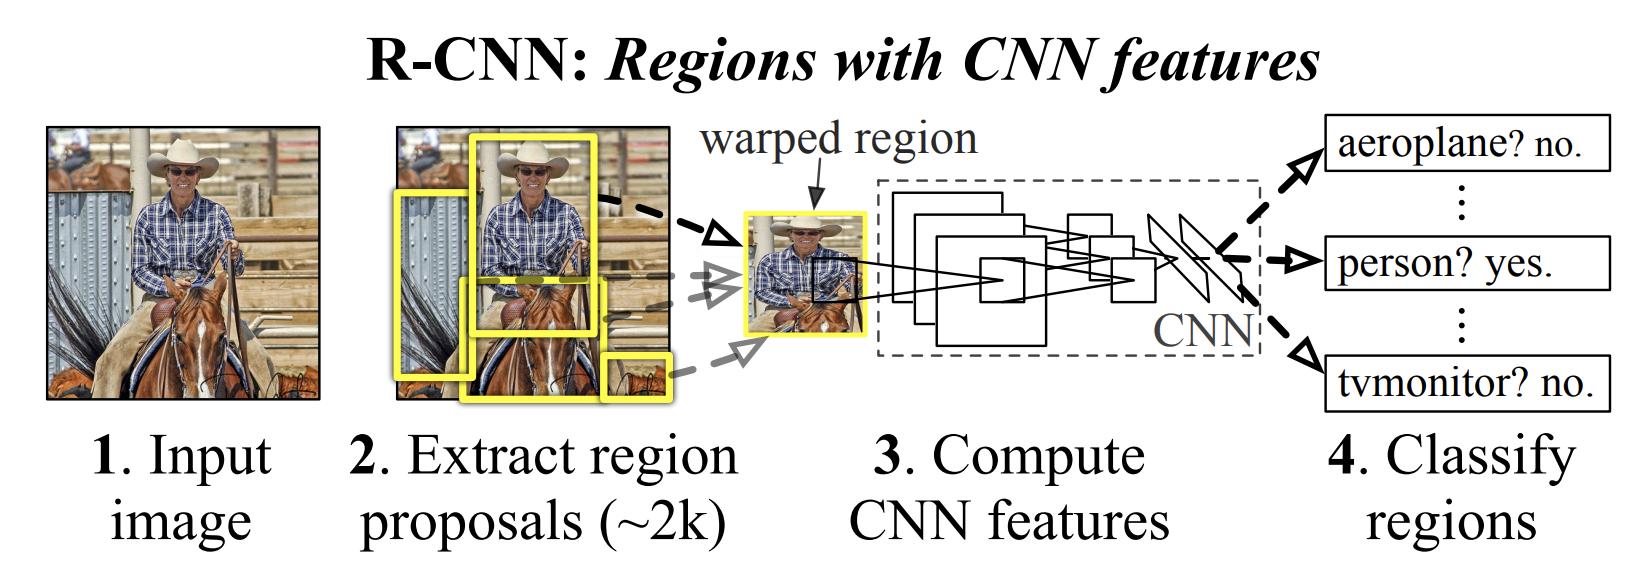 R-CNN: Regions with CNN features
warped region
aeroplane? no.
person? yes.
tvmonitor? no.
CNN
1. Input
image
2. Extract region
proposals (~2k)
3. Compute
CNN features
4. Classify
regions